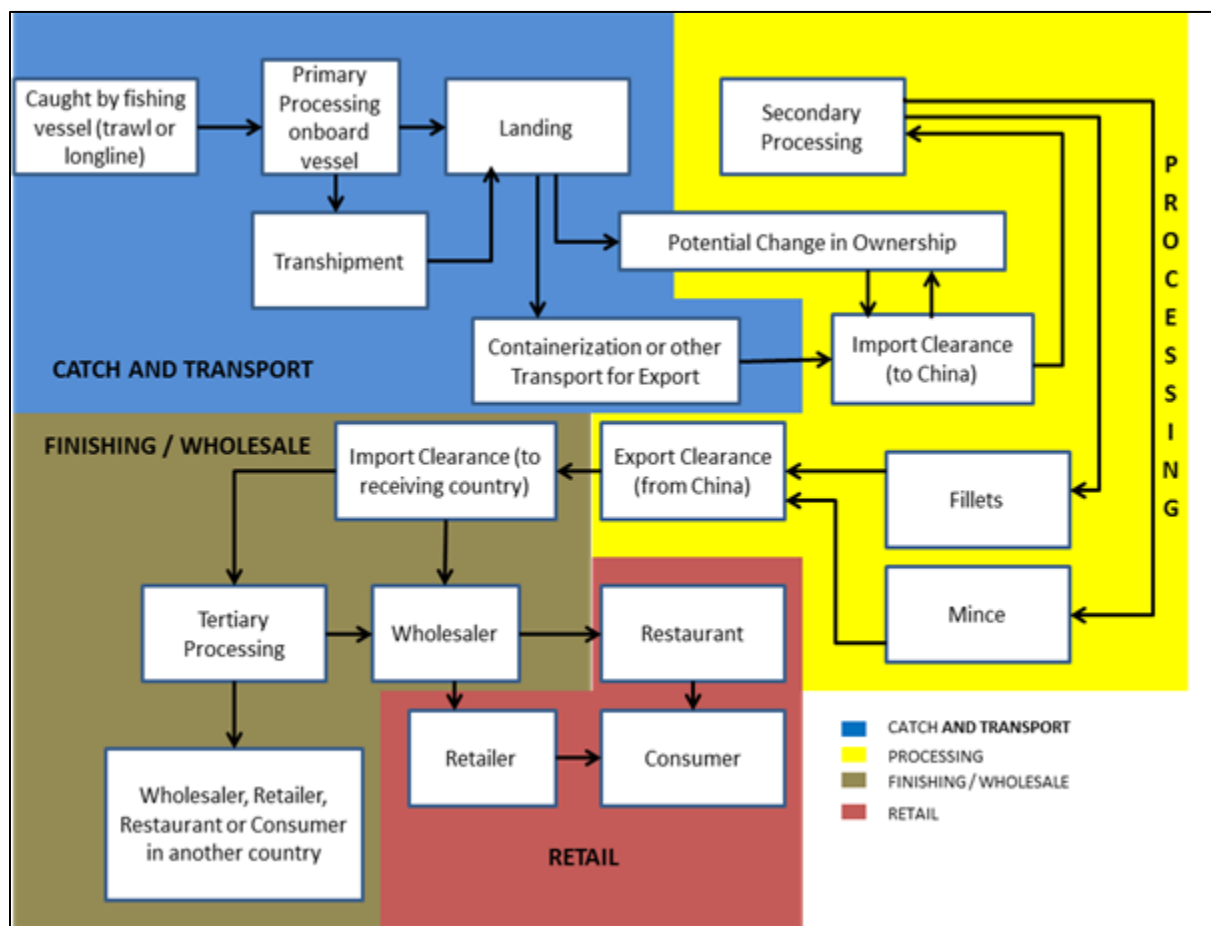 Caught by fishing
vessel (trawl or
longline)
Primary
Processing
onboard
vessel
Landing
Secondary
Processing
PROCESSING
Transhipment
Potential Change in Ownership
CATCH AND TRANSPORT
Containerization or other
Transport for Export
Import Clearance
(to China)
FINISHING / WHOLESALE
Import Clearance (to
receiving country)
Export Clearance
(from China)
Fillets
Tertiary
Processing
Wholesaler
Restaurant
Mince
Retailer
Consumer
Wholesaler, Retailer,
Restaurant or Consumer
in another country
RETAIL
CATCH AND TRANSPORT
PROCESSING
FINISHING / WHOLESALE
RETAIL